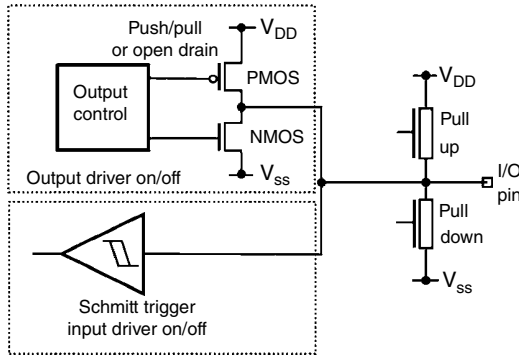 Push/pull
or open drain
V_DD
PMOS
Output
control
NMOS
V_ss
Output driver on/off
V_DD
Pull
up
I/O
pin
Pull
down
V_ss
Schmitt trigger
input driver on/off